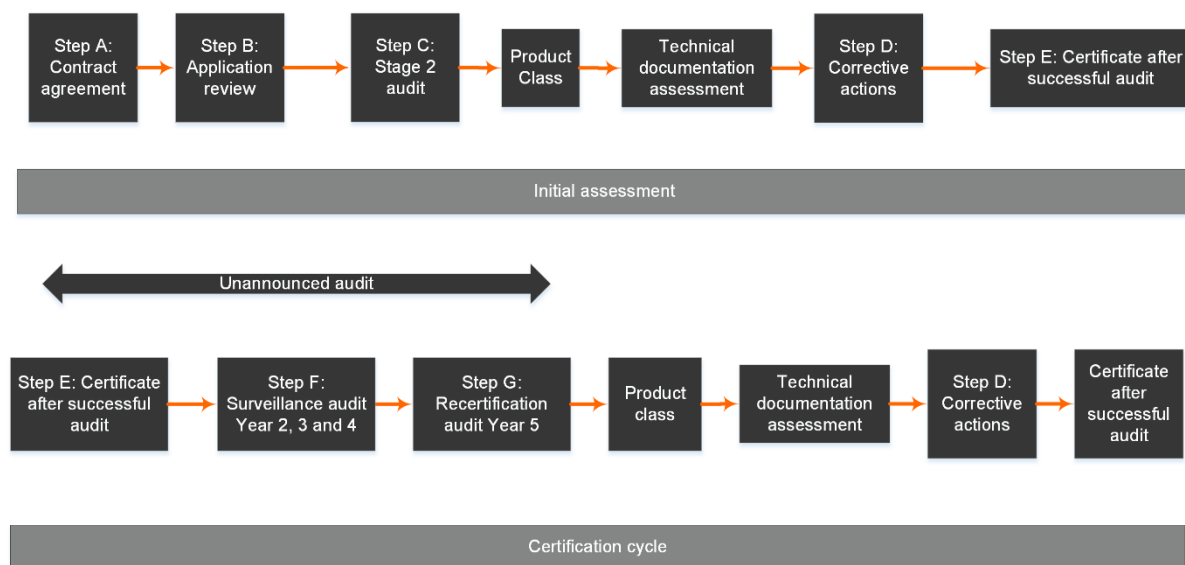 Step A:
Contract
agreement
Step B:
Application
review
Step C:
Stage 2
audit
Product
Class
Technical
documentation
assessment
Step D:
Corrective
actions
Step E: Certificate after
successful audit
Initial assessment
Unannounced audit
Step E: Certificate
after successful
audit
Step F:
Surveillance audit
Year 2, 3 and 4
Step G:
Recertification
audit Year 5
Product
class
Technical
documentation
assessment
Step D:
Corrective
actions
Certificate
after
successful
audit
Certification cycle